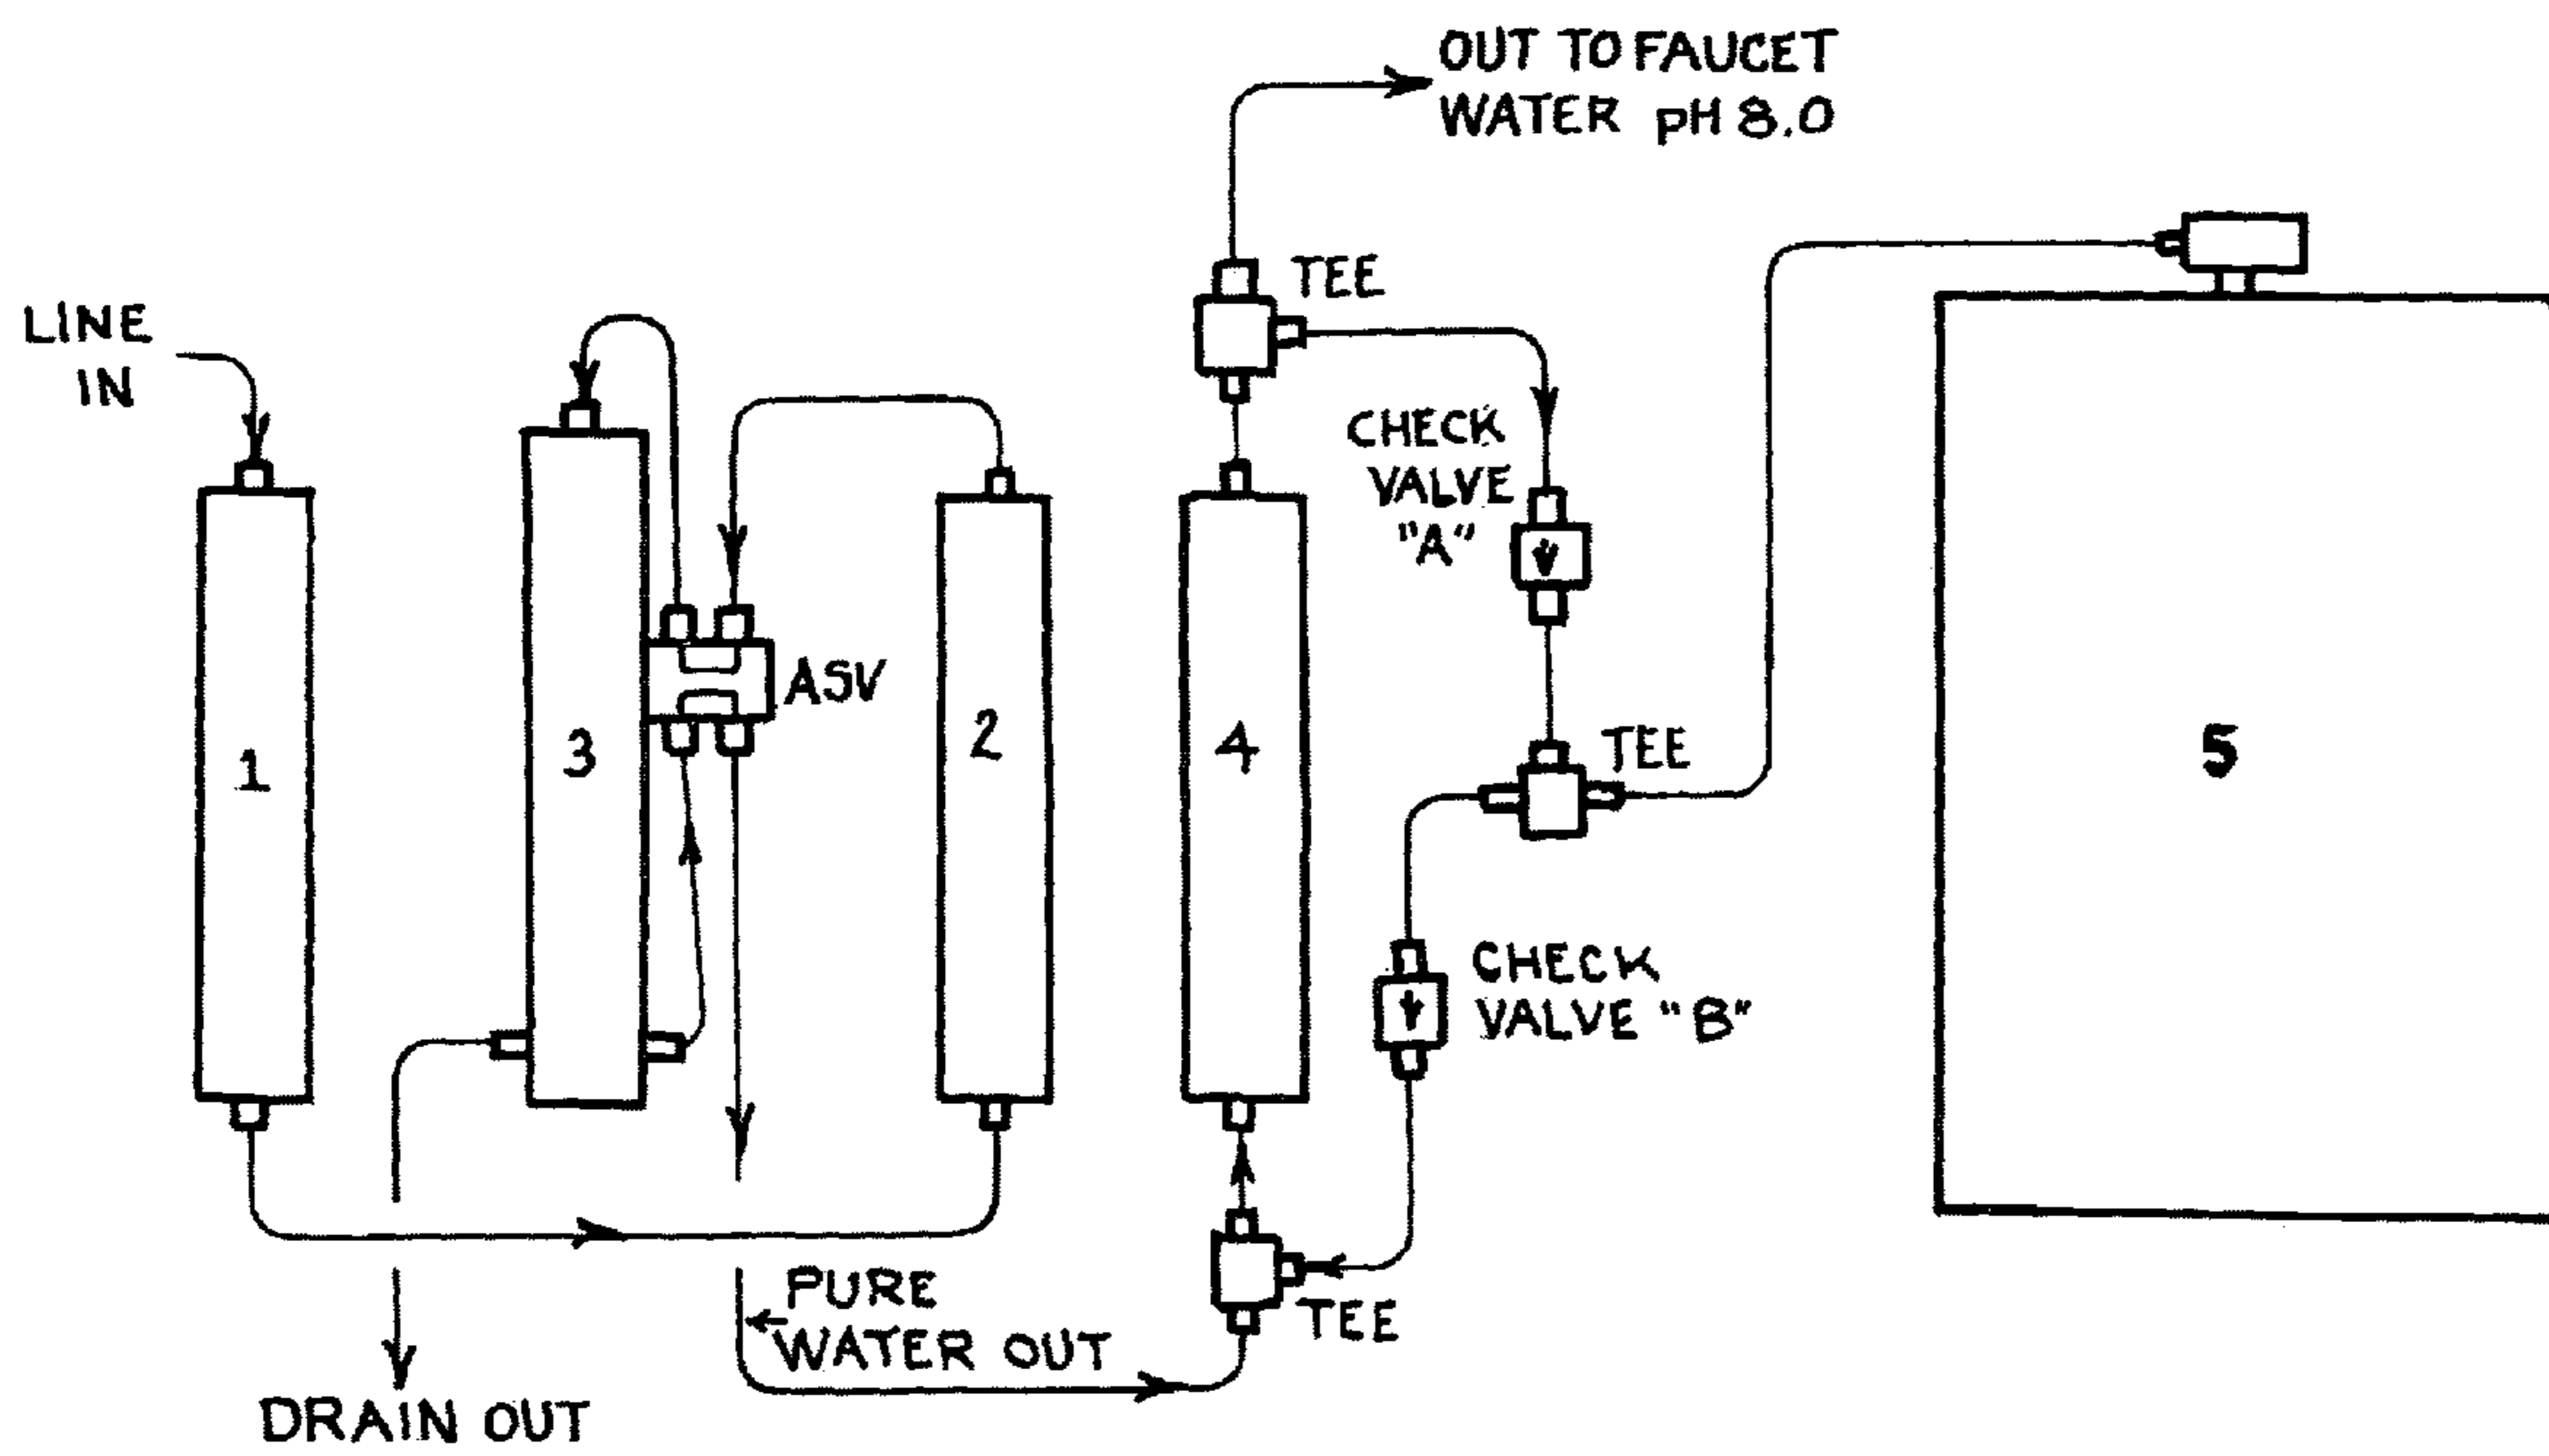 OUT TO FAUCET
WATER pH 8.0
TEE
LINE
IN
CHECK
VALVE
"A"
ASV
1
3
2
4
TEE
5
CHECK
VALVE "B"
PURE
WATER OUT
TEE
DRAIN OUT